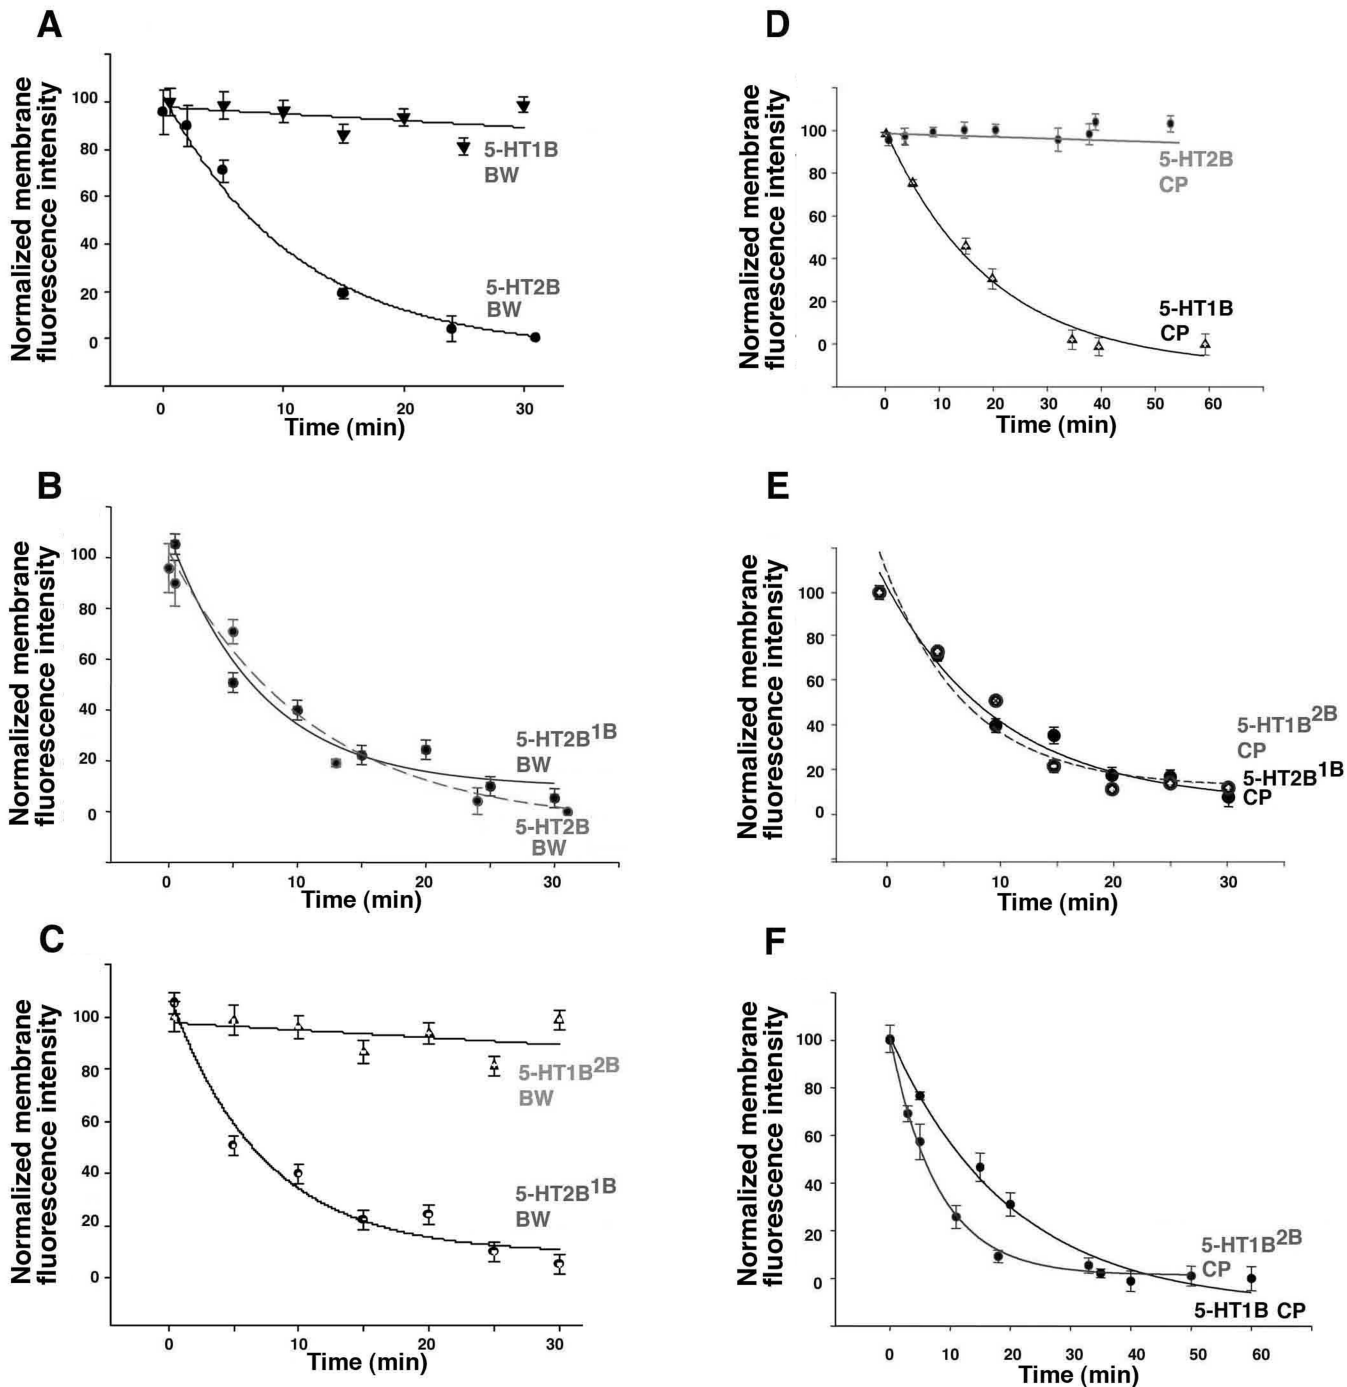 A
Normalized membrane
fluorescence intensity
100
80
60
40
20
0
5-HT1B
BW
5-HT2B
BW
0 10 20 30
Time (min)
B
Normalized membrane
fluorescence intensity
100
80
60
40
20
0
5-HT2B1B
BW
5-HT2B
BW
0 10 20 30
Time (min)
C
Normalized membrane
fluorescence intensity
100
80
60
40
20
0
5-HT1B2B
BW
5-HT2B1B
BW
0 10 20 30
Time (min)
D
Normalized membrane
fluorescence intensity
100
80
60
40
20
0
5-HT2B
CP
5-HT1B
CP
0 10 20 30 40 50 60
Time (min)
E
Normalized membrane
fluorescence intensity
100
80
60
40
20
0
5-HT1B2B
CP
5-HT2B1B
CP
0 10 20 30
Time (min)
F
Normalized membrane
fluorescence intensity
100
80
60
40
20
0
5-HT1B2B
CP
5-HT1B CP
0 10 20 30 40 50 60
Time (min)